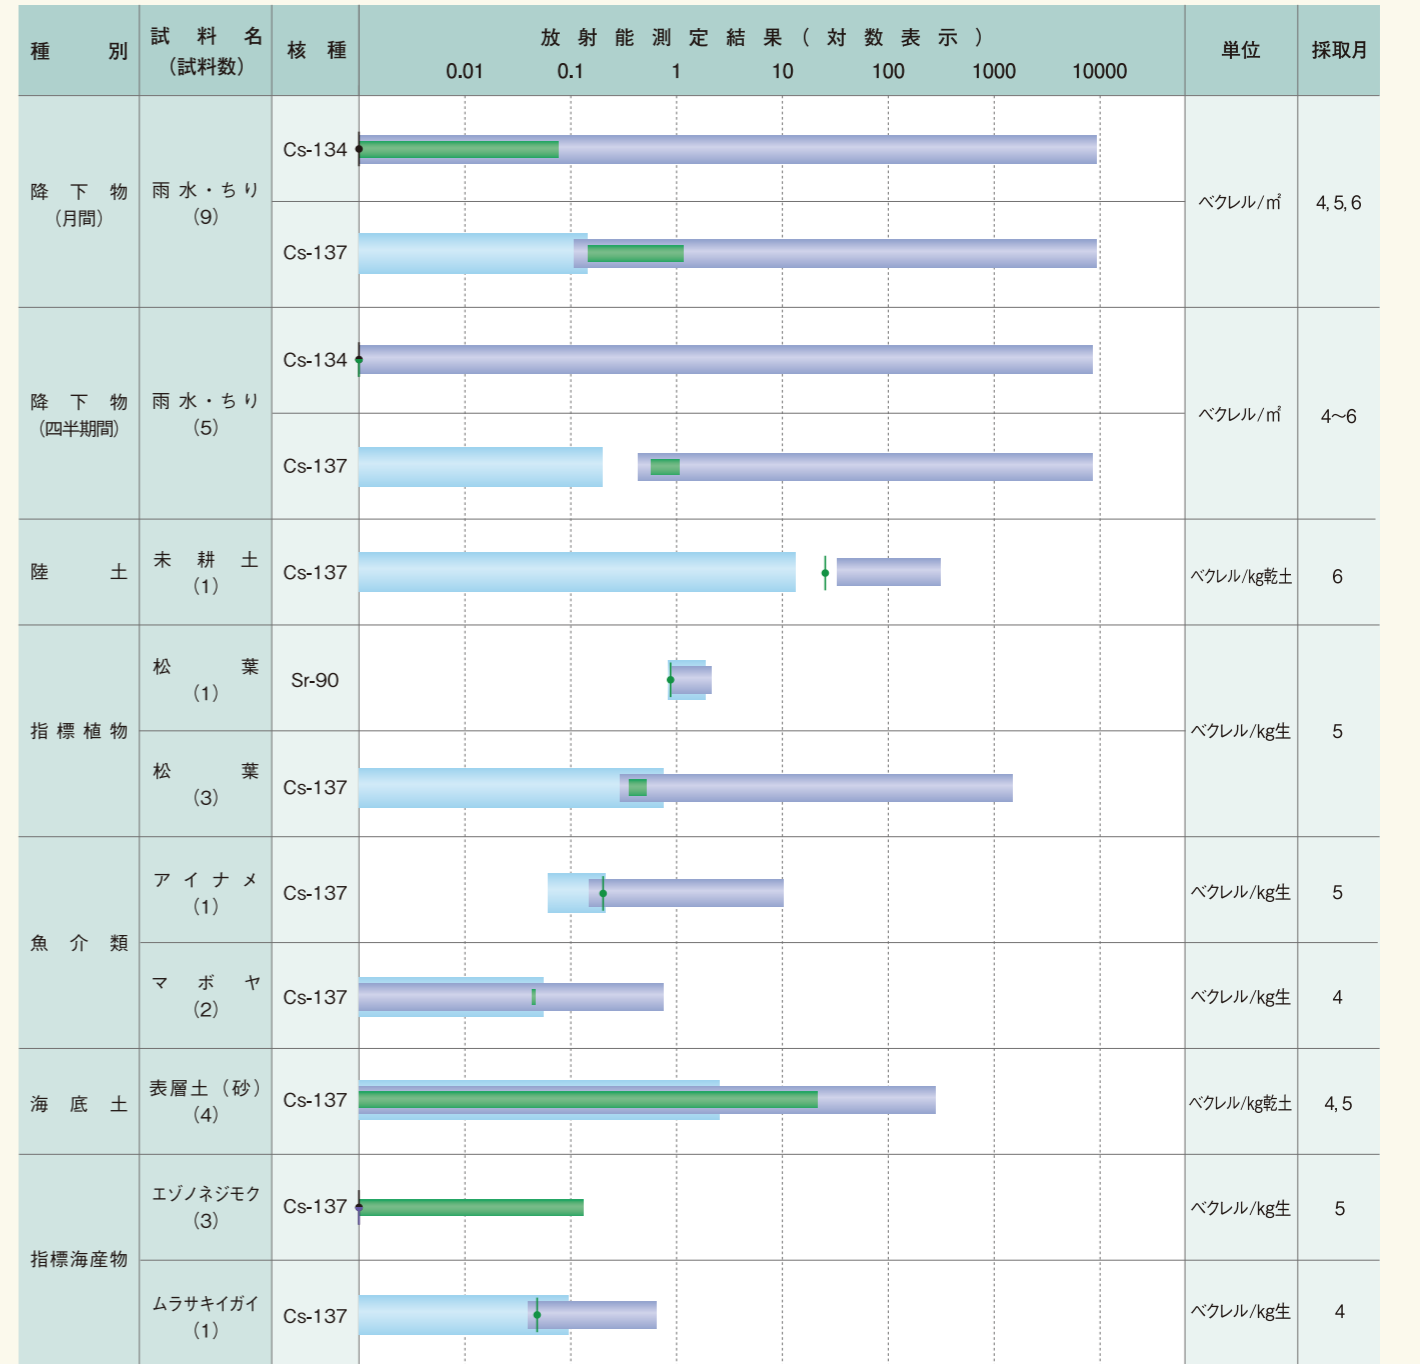 種別
試料名
(試料数)
核種
放射能測定結果(対数表示)
0.01 0.1 1 10 100 1000 10000
単位
採取月
降下物
(月間)
雨水・ちり
(9)
Cs-134
Cs-137
ベクレル/㎡
4, 5, 6
降下物
(四半期間)
雨水・ちり
(5)
Cs-134
Cs-137
ベクレル/㎡
4〜6
陸土
未耕土
(1)
Cs-137
ベクレル/kg乾土
6
指標植物
松葉
(1)
Sr-90
松葉
(3)
Cs-137
ベクレル/kg生
5
魚介類
アイナメ
(1)
Cs-137
ベクレル/kg生
5
マボヤ
(2)
Cs-137
ベクレル/kg生
4
海底土
表層土(砂)
(4)
Cs-137
ベクレル/kg乾土
4, 5
指標海産物
エゾノネジモク
(3)
Cs-137
ベクレル/kg生
5
ムラサキイガイ
(1)
Cs-137
ベクレル/kg生
4